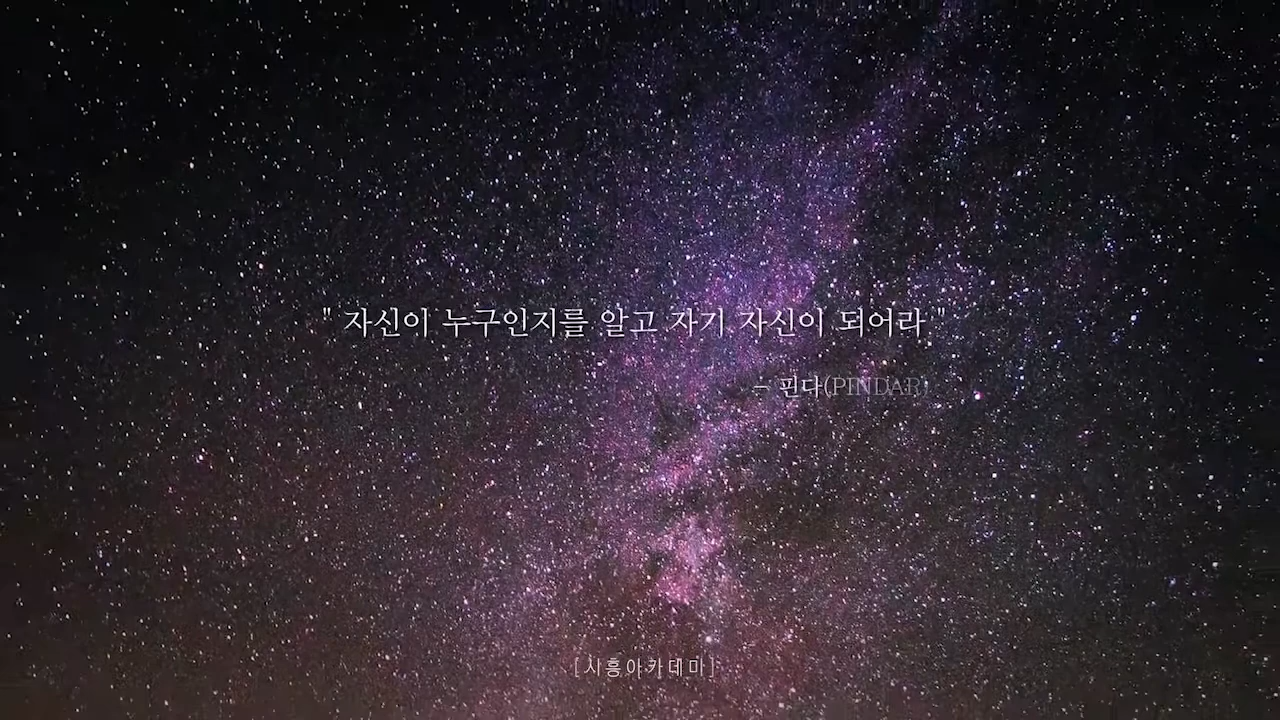 " 자신이 누구인지를 알고 자기 자신이 되어라 "
– 핀다(PINDAR)
[시흥아카데미]